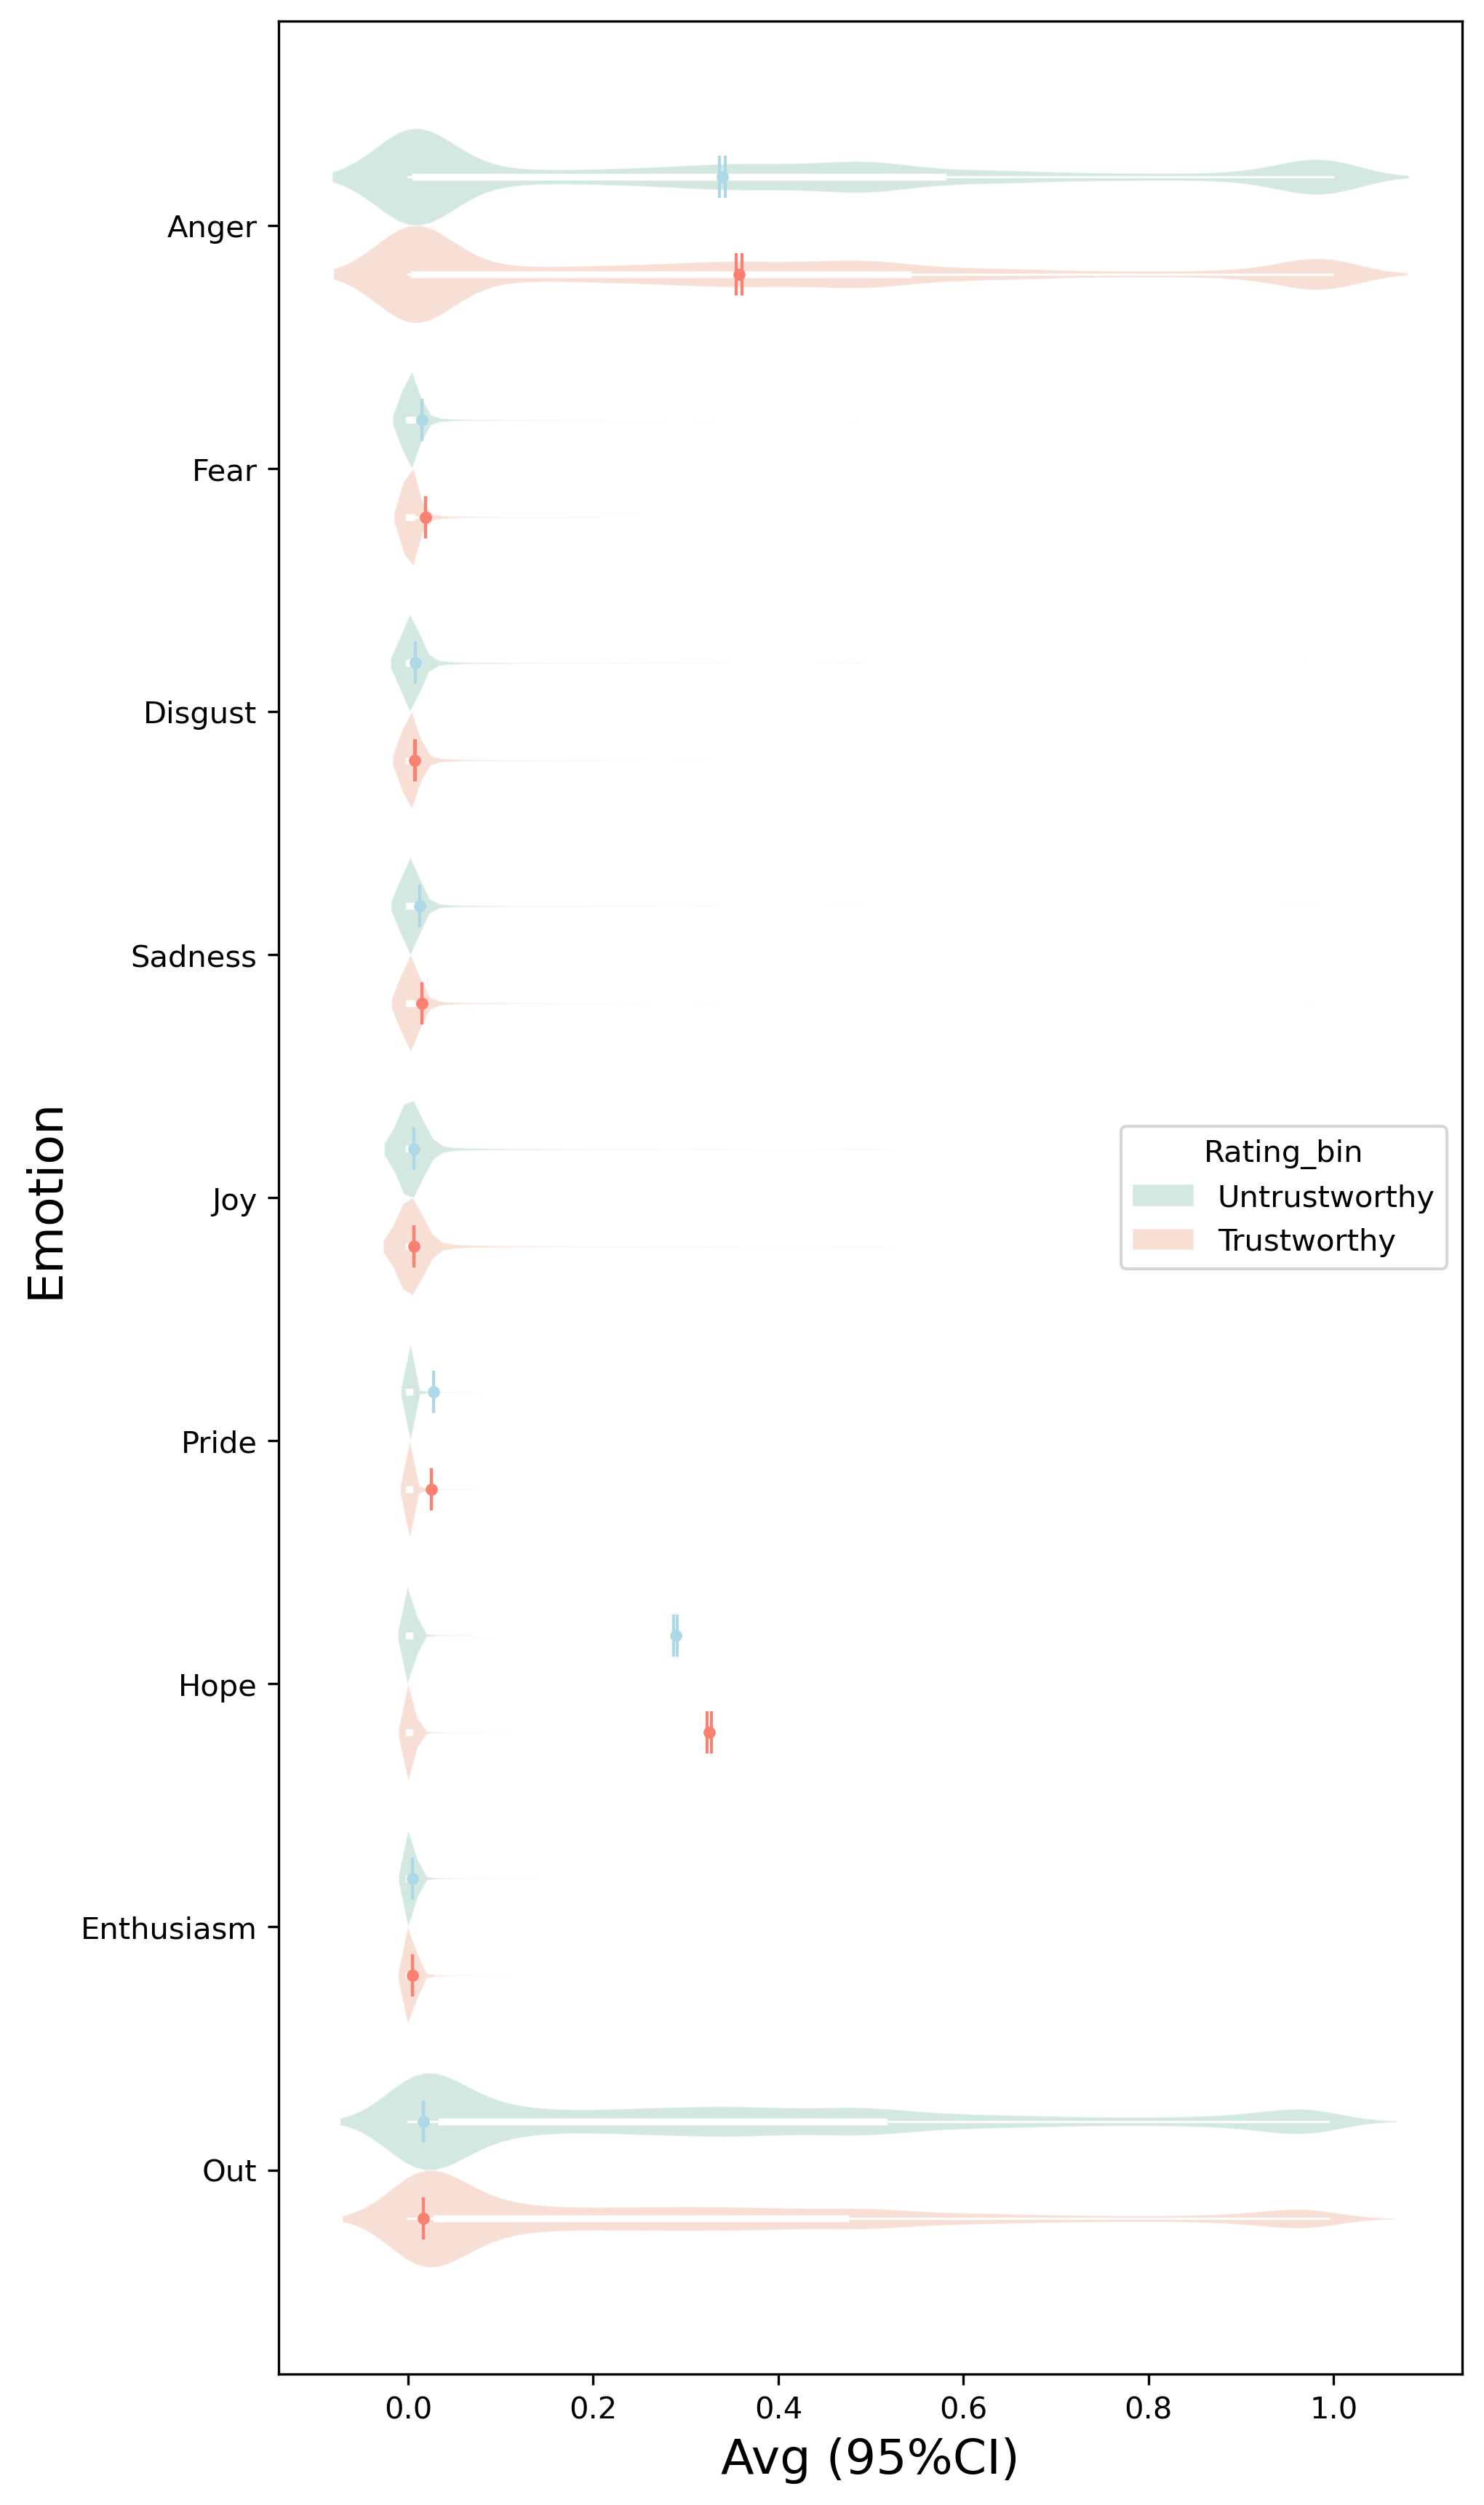 Anger
Fear
Disgust
Sadness
Joy
Pride
Hope
Enthusiasm
Out
Emotion
Rating_bin
Untrustworthy
Trustworthy
0.0 0.2 0.4 0.6 0.8 1.0
Avg (95%CI)